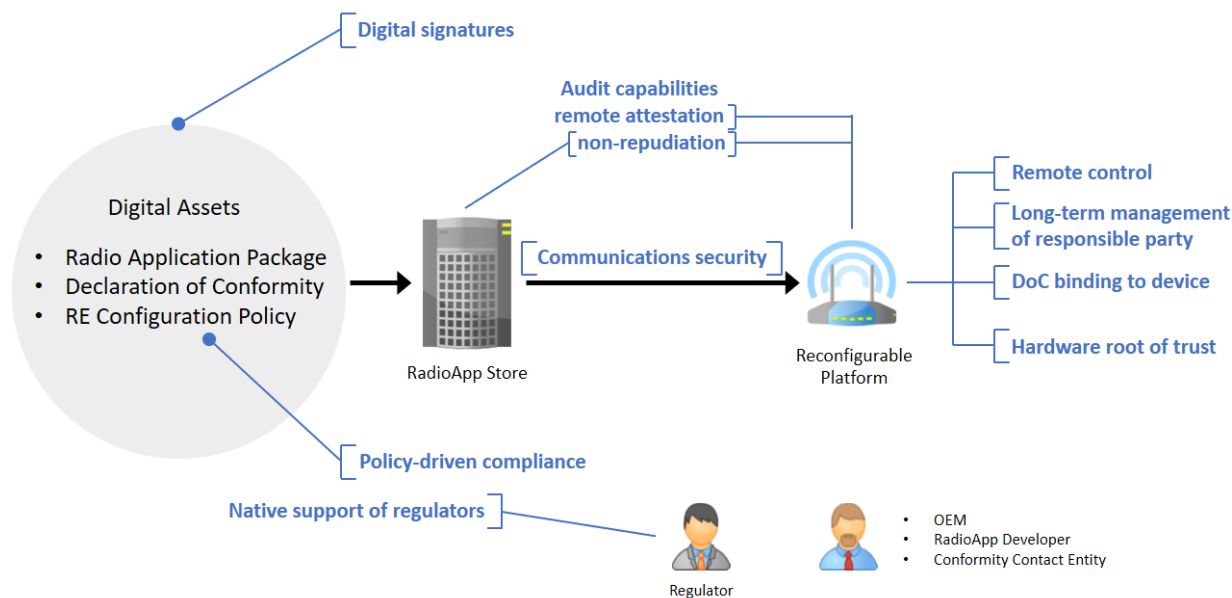 Digital signatures
Audit capabilities
remote attestation
non-repudiation
Digital Assets
• Radio Application Package
• Declaration of Conformity
• RE Configuration Policy
RadioApp Store
Communications security
Reconfigurable
Platform
Remote control
Long-term management
of responsible party
DoC binding to device
Hardware root of trust
Policy-driven compliance
Native support of regulators
Regulator
• OEM
• RadioApp Developer
• Conformity Contact Entity